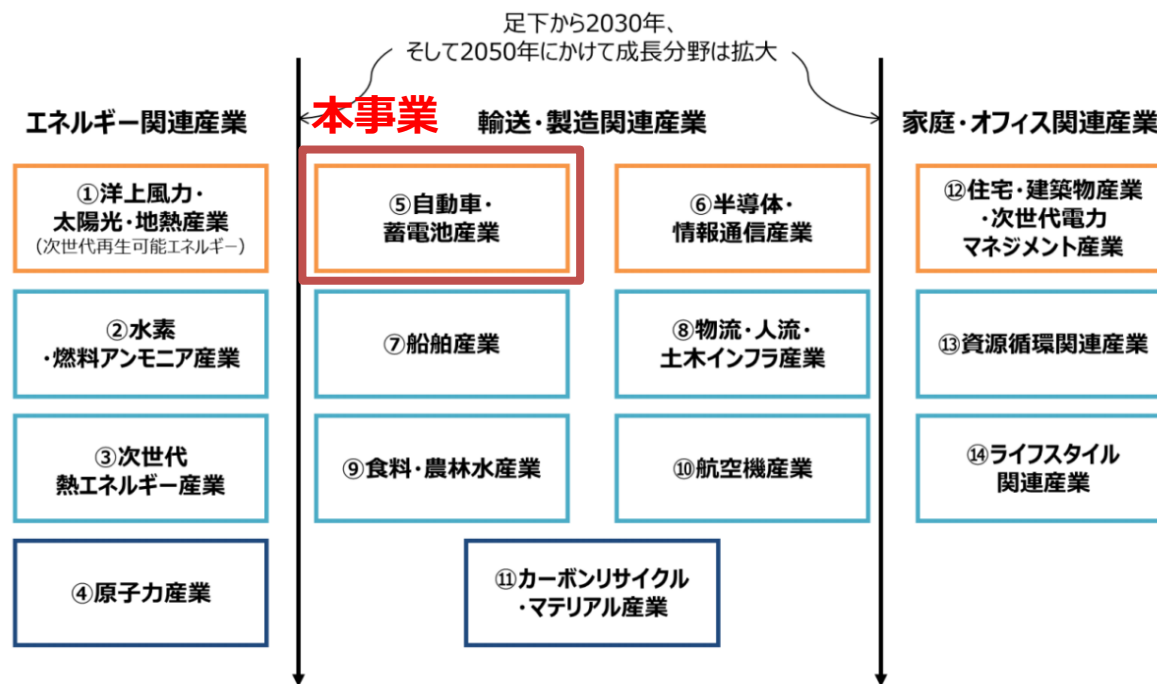 足下から2030年、
そして2050年にかけて成長分野は拡大
エネルギー関連産業
本事業
輸送・製造関連産業
家庭・オフィス関連産業
①洋上風力・
太陽光・地熱産業
(次世代再生可能エネルギー)
⑤自動車・
蓄電池産業
⑥半導体・
情報通信産業
⑫住宅・建築物産業
・次世代電力
マネジメント産業
②水素
・燃料アンモニア産業
⑦船舶産業
⑧物流・人流・
土木インフラ産業
⑬資源循環関連産業
③次世代
熱エネルギー産業
⑨食料・農林水産業
⑩航空機産業
⑭ライフスタイル
関連産業
④原子力産業
⑪カーボンリサイクル
・マテリアル産業